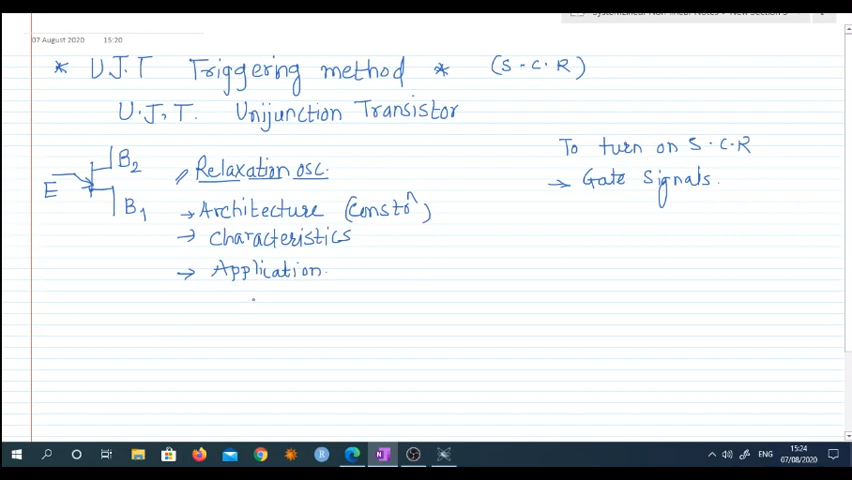 07 August 2020 15:20
* U.J.T Triggering method * (S.C.R)
U.J.T. Unijunction Transistor
To turn on S.C.R
→ Gate Signals.
E B2
B1
Relaxation osc.
→ Architecture (Constrn)
→ Characteristics
→ Application.
ENG
15:24
07/08/2020